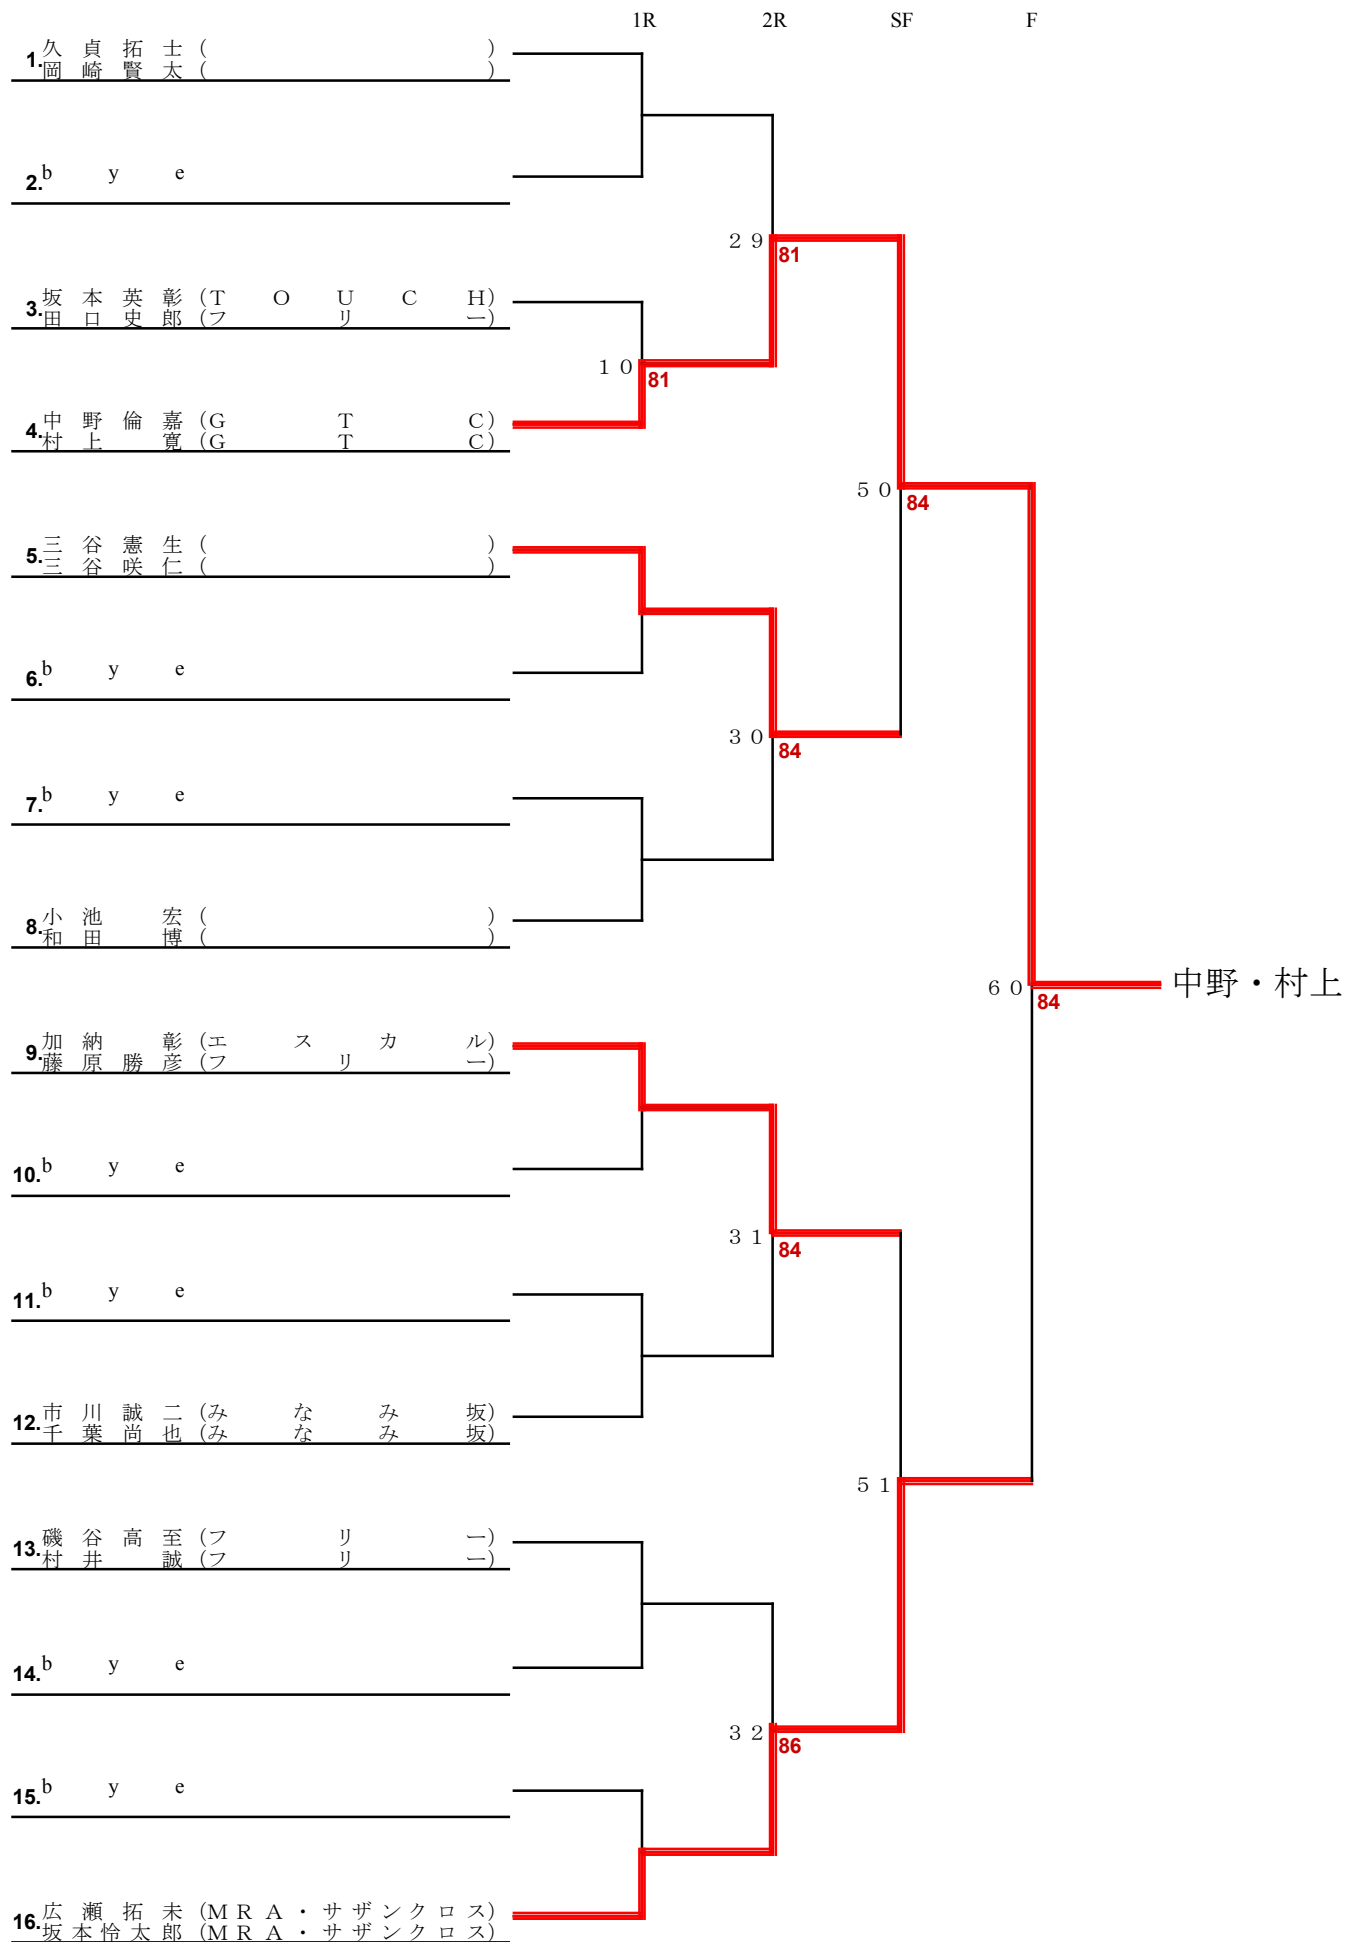 1R 2R SF F
1. 久貞拓士( )
岡崎賢太( )
2. bye
29
81
3. 坂本英彰(TOUCH)
田口史郎(フリー)
10
81
4. 中野倫嘉(GTC)
村上寛(GTC)
50
84
5. 三谷憲生( )
三谷咲仁( )
6. bye
30
84
7. bye
8. 小池宏( )
和田博( )
60
84
中野・村上
9. 加納彰(エスカル)
藤原勝彦(フリー)
10. bye
31
84
11. bye
12. 市川誠二(みなみ坂)
千葉尚也(みなみ坂)
51
13. 磯谷高至(フリー)
村井誠(フリー)
14. bye
32
86
15. bye
16. 広瀬拓未(MRA・サザンクロス)
坂本怜太郎(MRA・サザンクロス)